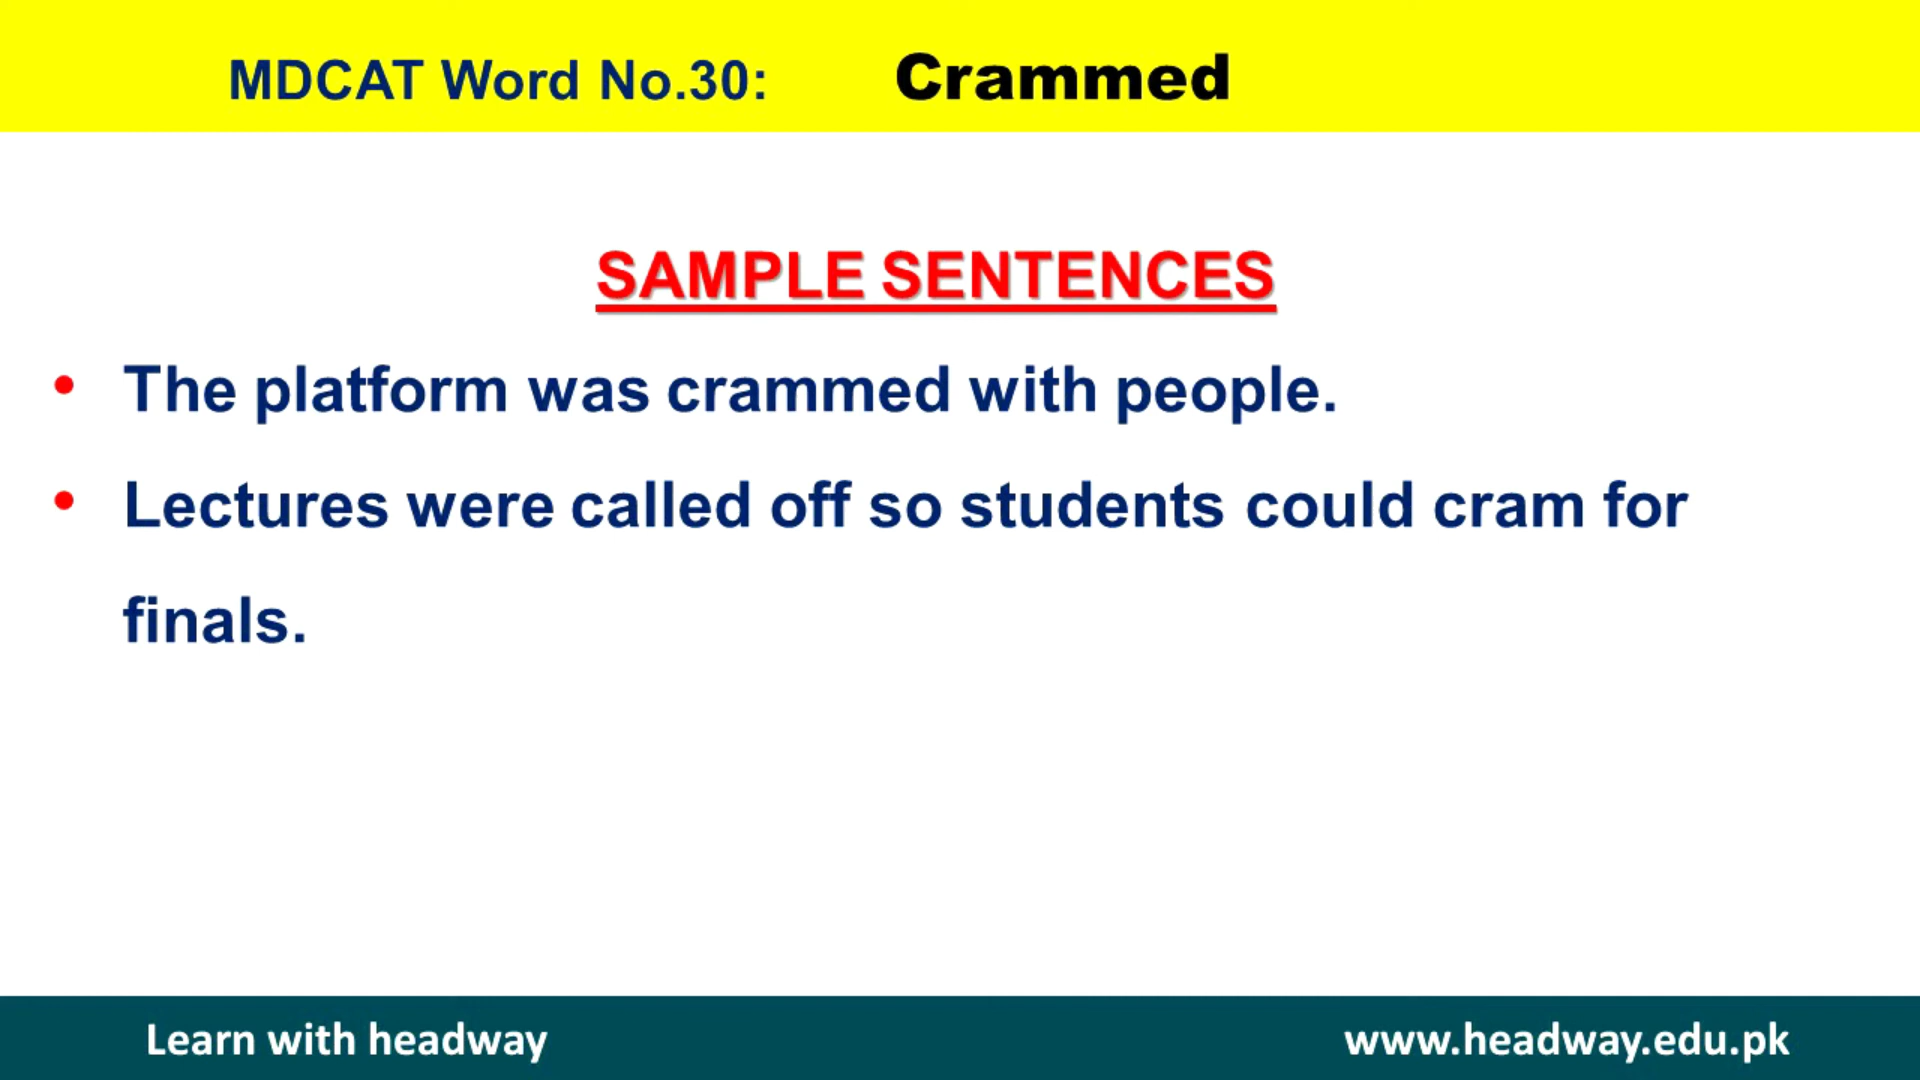 MDCAT Word No.30: Crammed
SAMPLE SENTENCES
• The platform was crammed with people.
• Lectures were called off so students could cram for
finals.
Learn with headway www.headway.edu.pk